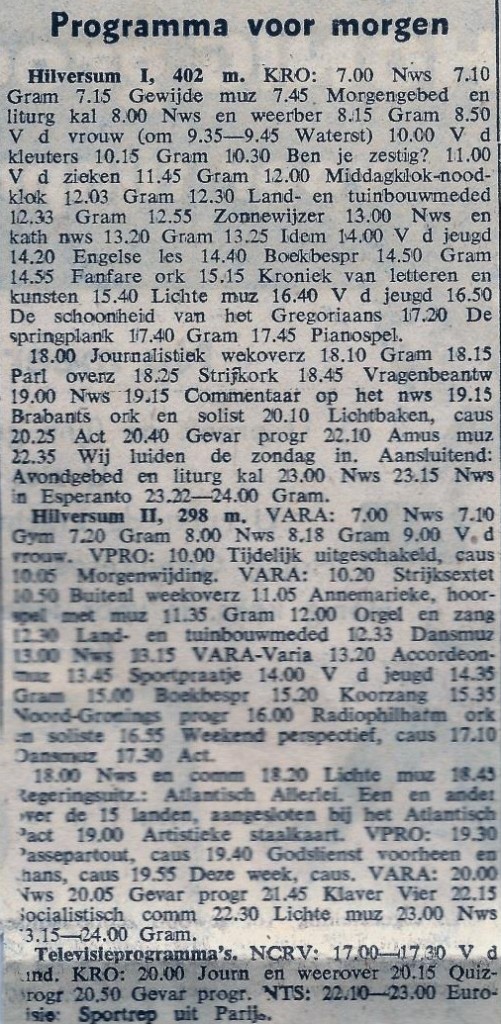 Programma voor morgen
Hilversum I, 402 m. KRO: 7.00 Nws 7.10
Gram 7.15 Gewijde muz 7.45 Morgengebed en
liturg kal 8.00 Nws en weerber 8.15 Gram 8.50
V d vrouw (om 9.35—9.45 Waterst) 10.00 V d
kleuters 10.15 Gram 10.30 Ben je zestig? 11.00
V d zieken 11.45 Gram 12.00 Middagklok-nood-
klok 12.03 Gram 12.30 Land- en tuinbouwmeded
12.33 Gram 12.55 Zonnewijzer 13.00 Nws en
kath nws 13.20 Gram 13.25 Idem 14.00 V d jeugd
14.20 Engelse les 14.40 Boekbespr 14.50 Gram
14.55 Fanfare ork 15.15 Kroniek van letteren en
kunsten 15.40 Lichte muz 16.40 V d jeugd 16.50
De schoonheid van het Gregoriaans 17.20 De
springplank 17.40 Gram 17.45 Pianospel.
18.00 Journalistiek wekoverz 18.10 Gram 18.15
Parl overz 18.25 Strijkork 18.45 Vragenbeantw
19.00 Nws 19.15 Commentaar op het nws 19.15
Brabants ork en solist 20.10 Lichtbaken, caus
20.25 Act 20.40 Gevar progr 22.10 Amus muz
22.35 Wij luiden de zondag in. Aansluitend:
Avondgebed en liturg kal 23.00 Nws 23.15 Nws
in Esperanto 23.22—24.00 Gram.
Hilversum II, 298 m. VARA: 7.00 Nws 7.10
Gym 7.20 Gram 8.00 Nws 8.18 Gram 9.00 V. d
vrouw. VPRO: 10.00 Tijdelijk uitgeschakeld, caus
10.05 Morgenwijding. VARA: 10.20 Strijksextet
10.50 Buitenl weekoverz 11.05 Annemarieke, hoor-
spel met muz 11.35 Gram 12.00 Orgel en zang
12.30 Land- en tuinbouwmeded 12.33 Dansmuz
13.00 Nws 13.15 VARA-Varia 13.20 Accordeon-
muz 13.45 Sportpraatje 14.00 V d jeugd 14.35
Gram 15.00 Boekbespr 15.20 Koorzang 15.35
Noord-Gronings progr 16.00 Radiophilharm ork
en soliste 16.55 Weekend perspectief, caus 17.10
Dansmuz 17.30 Act.
18.00 Nws en comm 18.20 Lichte muz 18.45
Regeringsuitz.: Atlantisch Allerlei. Een en ander
over de 15 landen, aangesloten bij het Atlantisch
Pact 19.00 Artistieke staalkaart. VPRO: 19.30
Passepartout, caus 19.40 Godsdienst voorheen en
thans, caus 19.55 Deze week, caus. VARA: 20.00
Nws 20.05 Gevar progr 21.45 Klaver Vier 22.15
Socialistisch comm 22.30 Lichte muz 23.00 Nws
3.15—24.00 Gram.
Televisieprogramma's. NCRV: 17.00—17.30 V d
ind. KRO: 20.00 Journ en weerover 20.15 Quiz-
rogr 20.50 Gevar progr. NTS: 22.10—23.00 Euro-
isie: Sportrep uit Parijs.